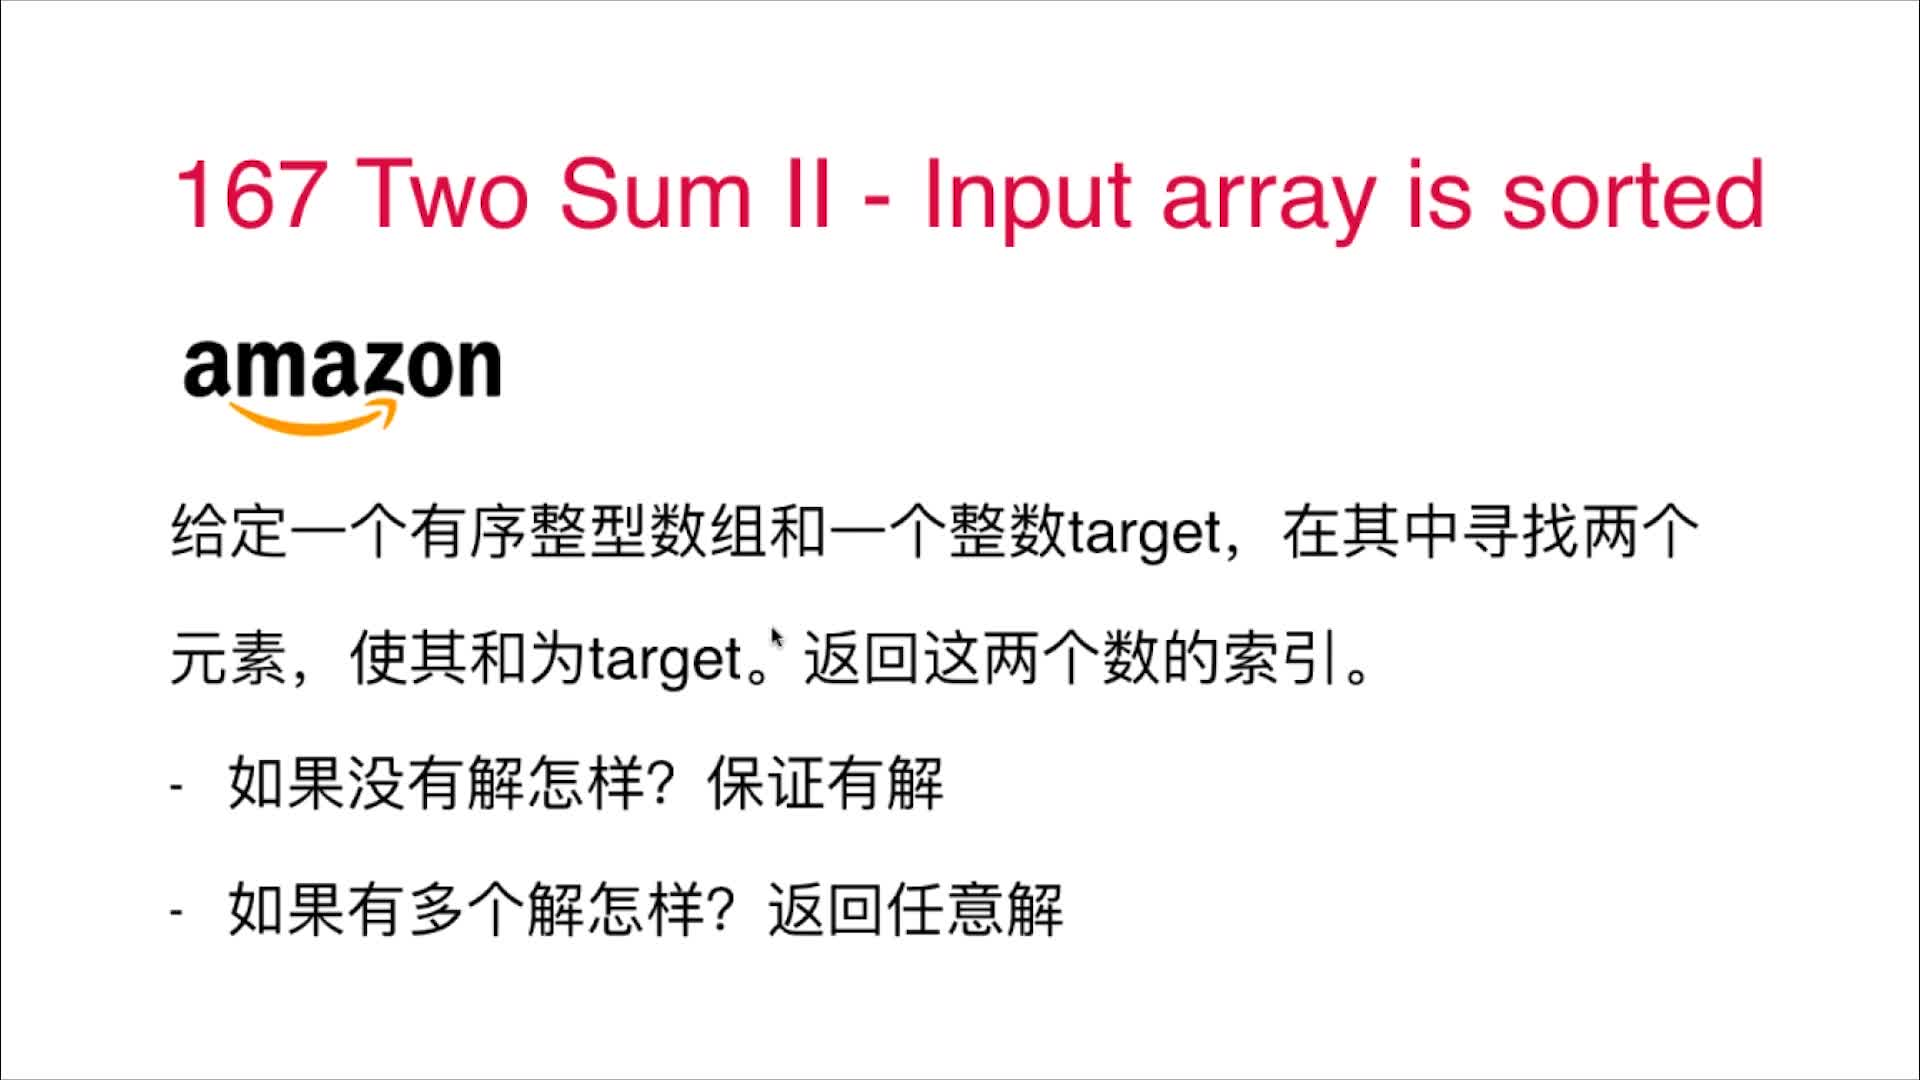 167 Two Sum II - Input array is sorted
amazon
给定一个有序整型数组和一个整数target，在其中寻找两个
元素，使其和为target。返回这两个数的索引。
- 如果没有解怎样？保证有解
- 如果有多个解怎样？返回任意解